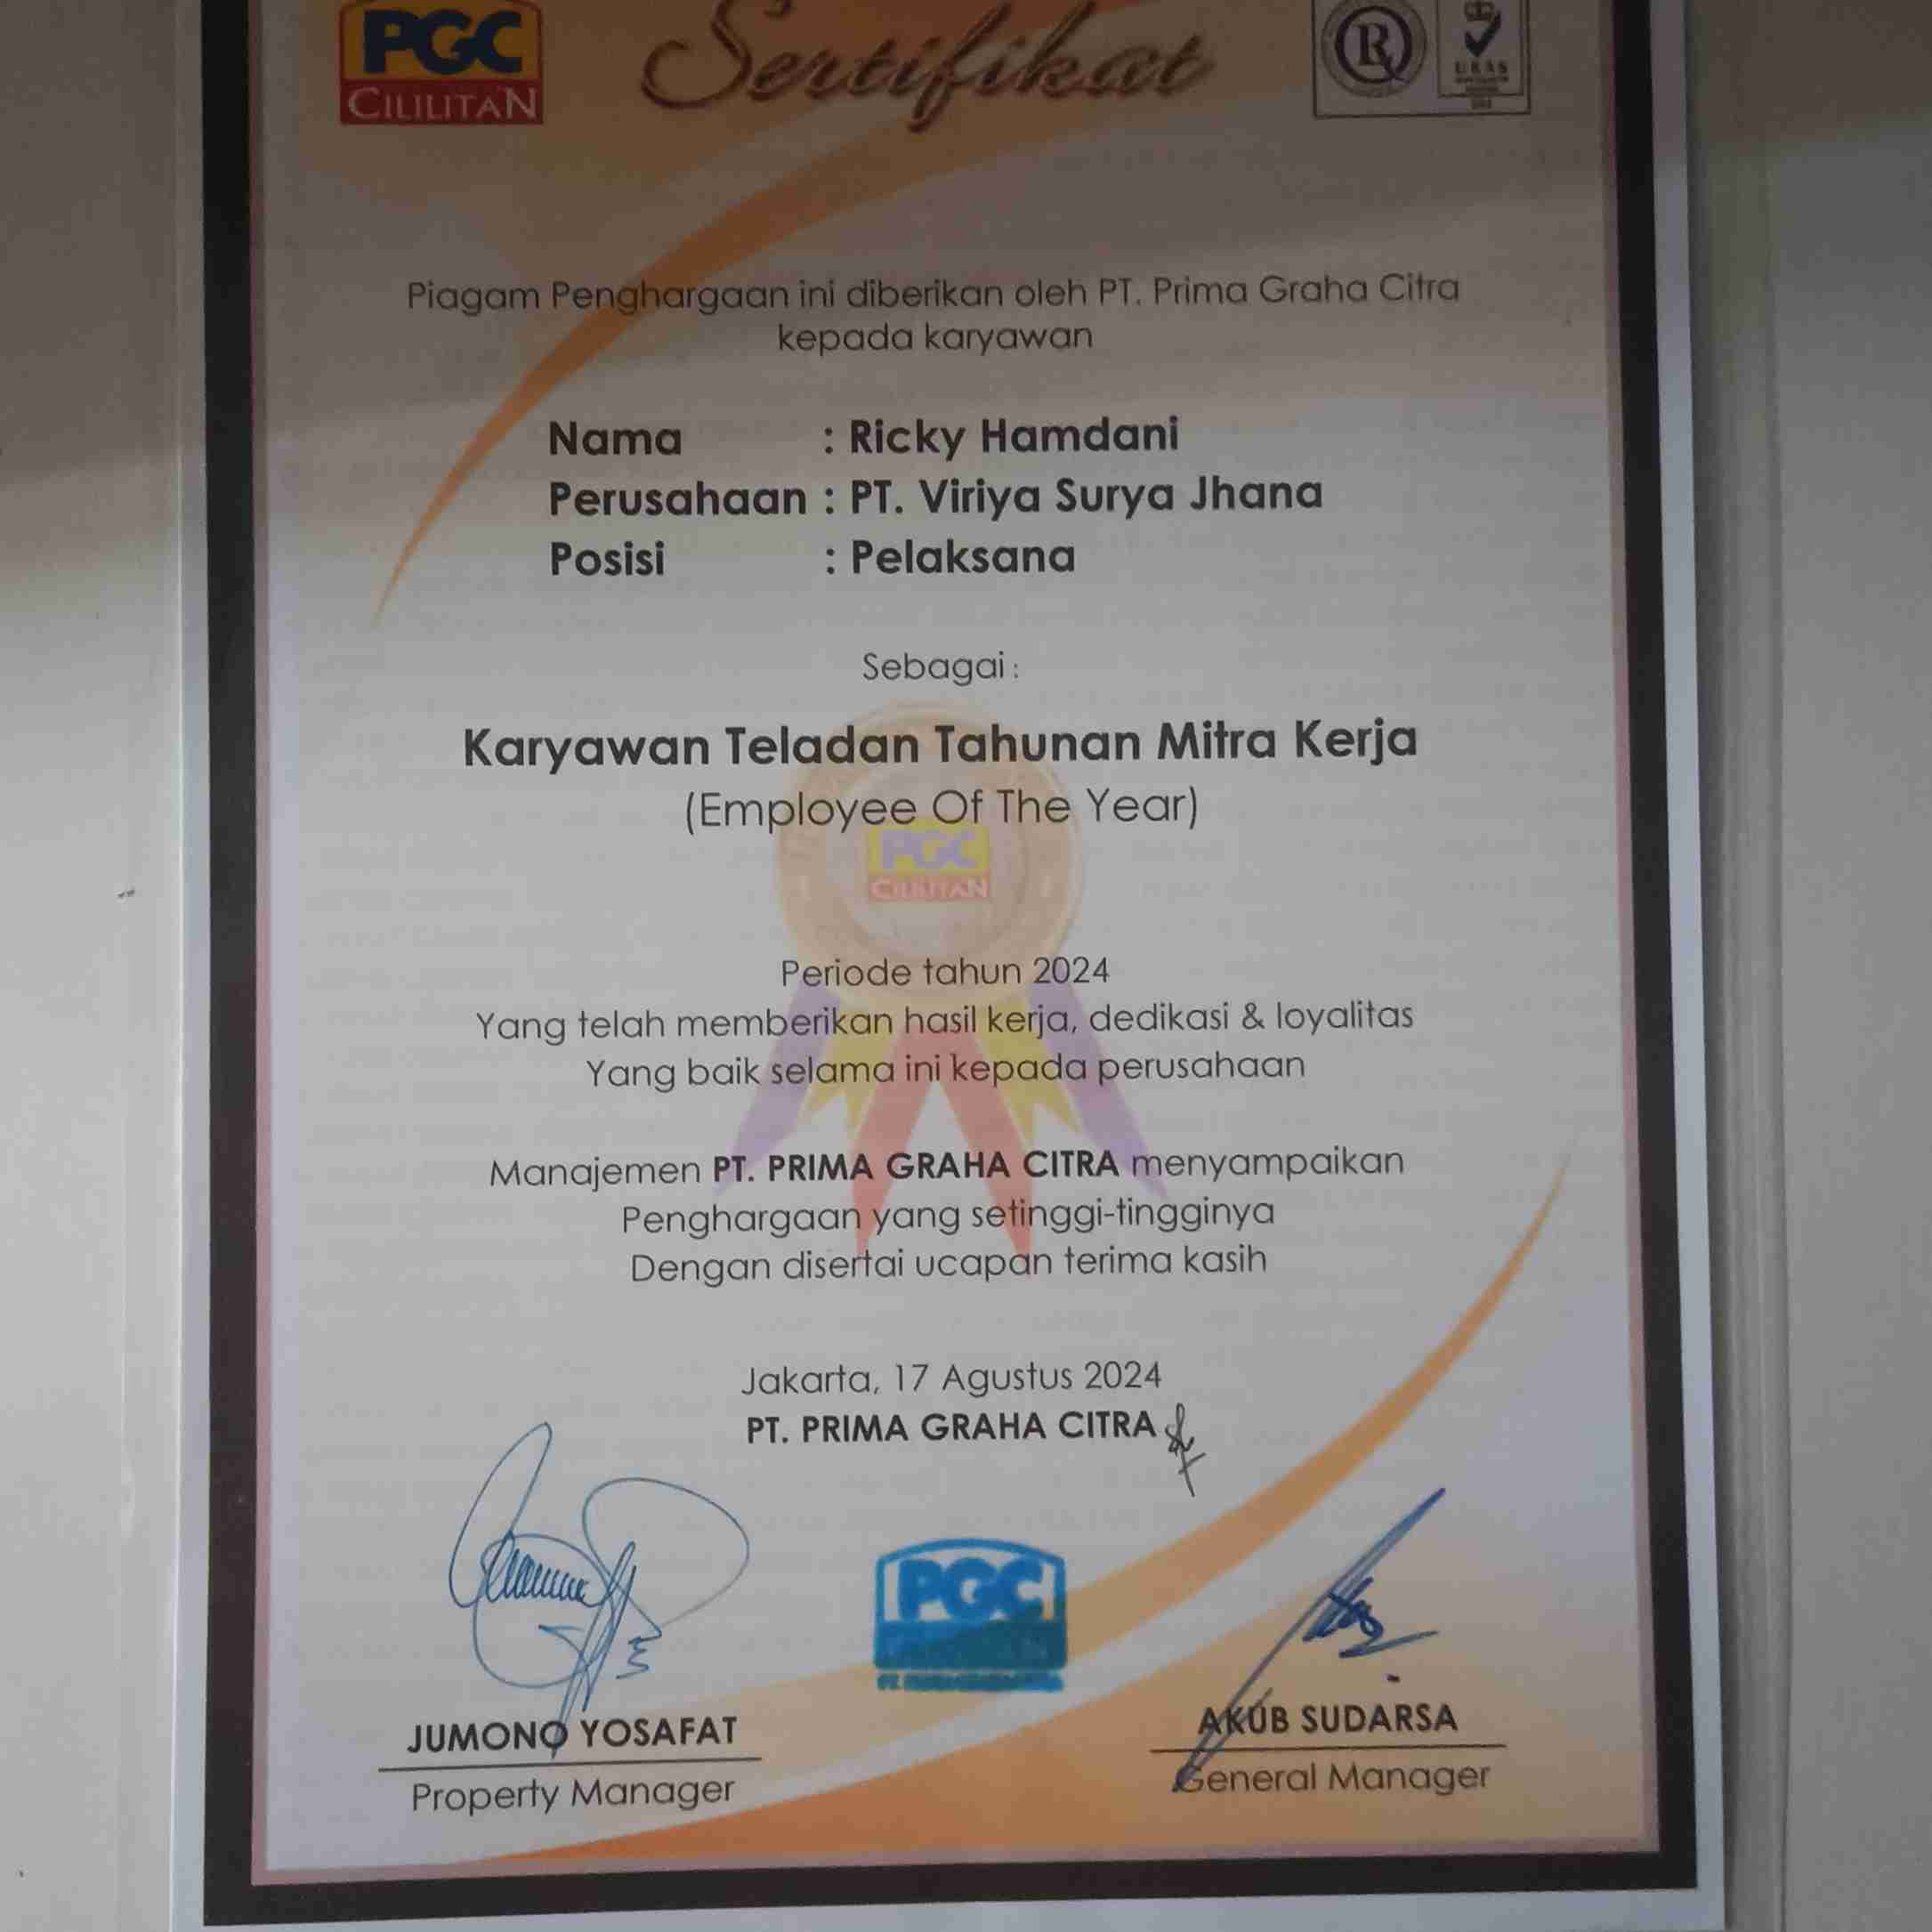 PGC
CILILITAN
Sertifikat
R
UKAS
Piagam Penghargaan ini diberikan oleh PT. Prima Graha Citra
kepada karyawan
Nama : Ricky Hamdani
Perusahaan : PT. Viriya Surya Jhana
Posisi : Pelaksana
Sebagai :
Karyawan Teladan Tahunan Mitra Kerja
(Employee Of The Year)
PGC
CILILITAN
Periode tahun 2024
Yang telah memberikan hasil kerja, dedikasi & loyalitas
Yang baik selama ini kepada perusahaan
Manajemen PT. PRIMA GRAHA CITRA menyampaikan
Penghargaan yang setinggi-tingginya
Dengan disertai ucapan terima kasih
Jakarta, 17 Agustus 2024
PT. PRIMA GRAHA CITRA
PGC
JUMONO YOSAFAT
Property Manager
AKUB SUDARSA
General Manager